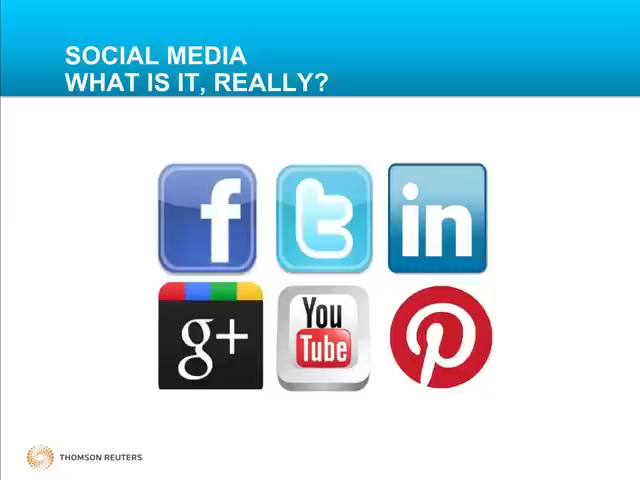 SOCIAL MEDIA
WHAT IS IT, REALLY?
f
t
in
g+
You
Tube
P
THOMSON REUTERS